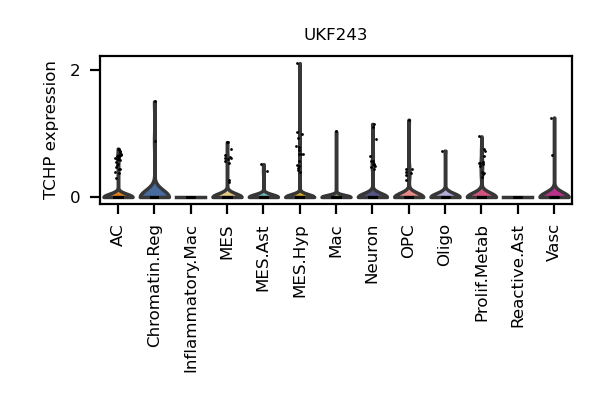 UKF243
TCHP expression
2
0
AC
Chromatin.Reg
Inflammatory.Mac
MES
MES.Ast
MES.Hyp
Mac
Neuron
OPC
Oligo
Prolif.Metab
Reactive.Ast
Vasc